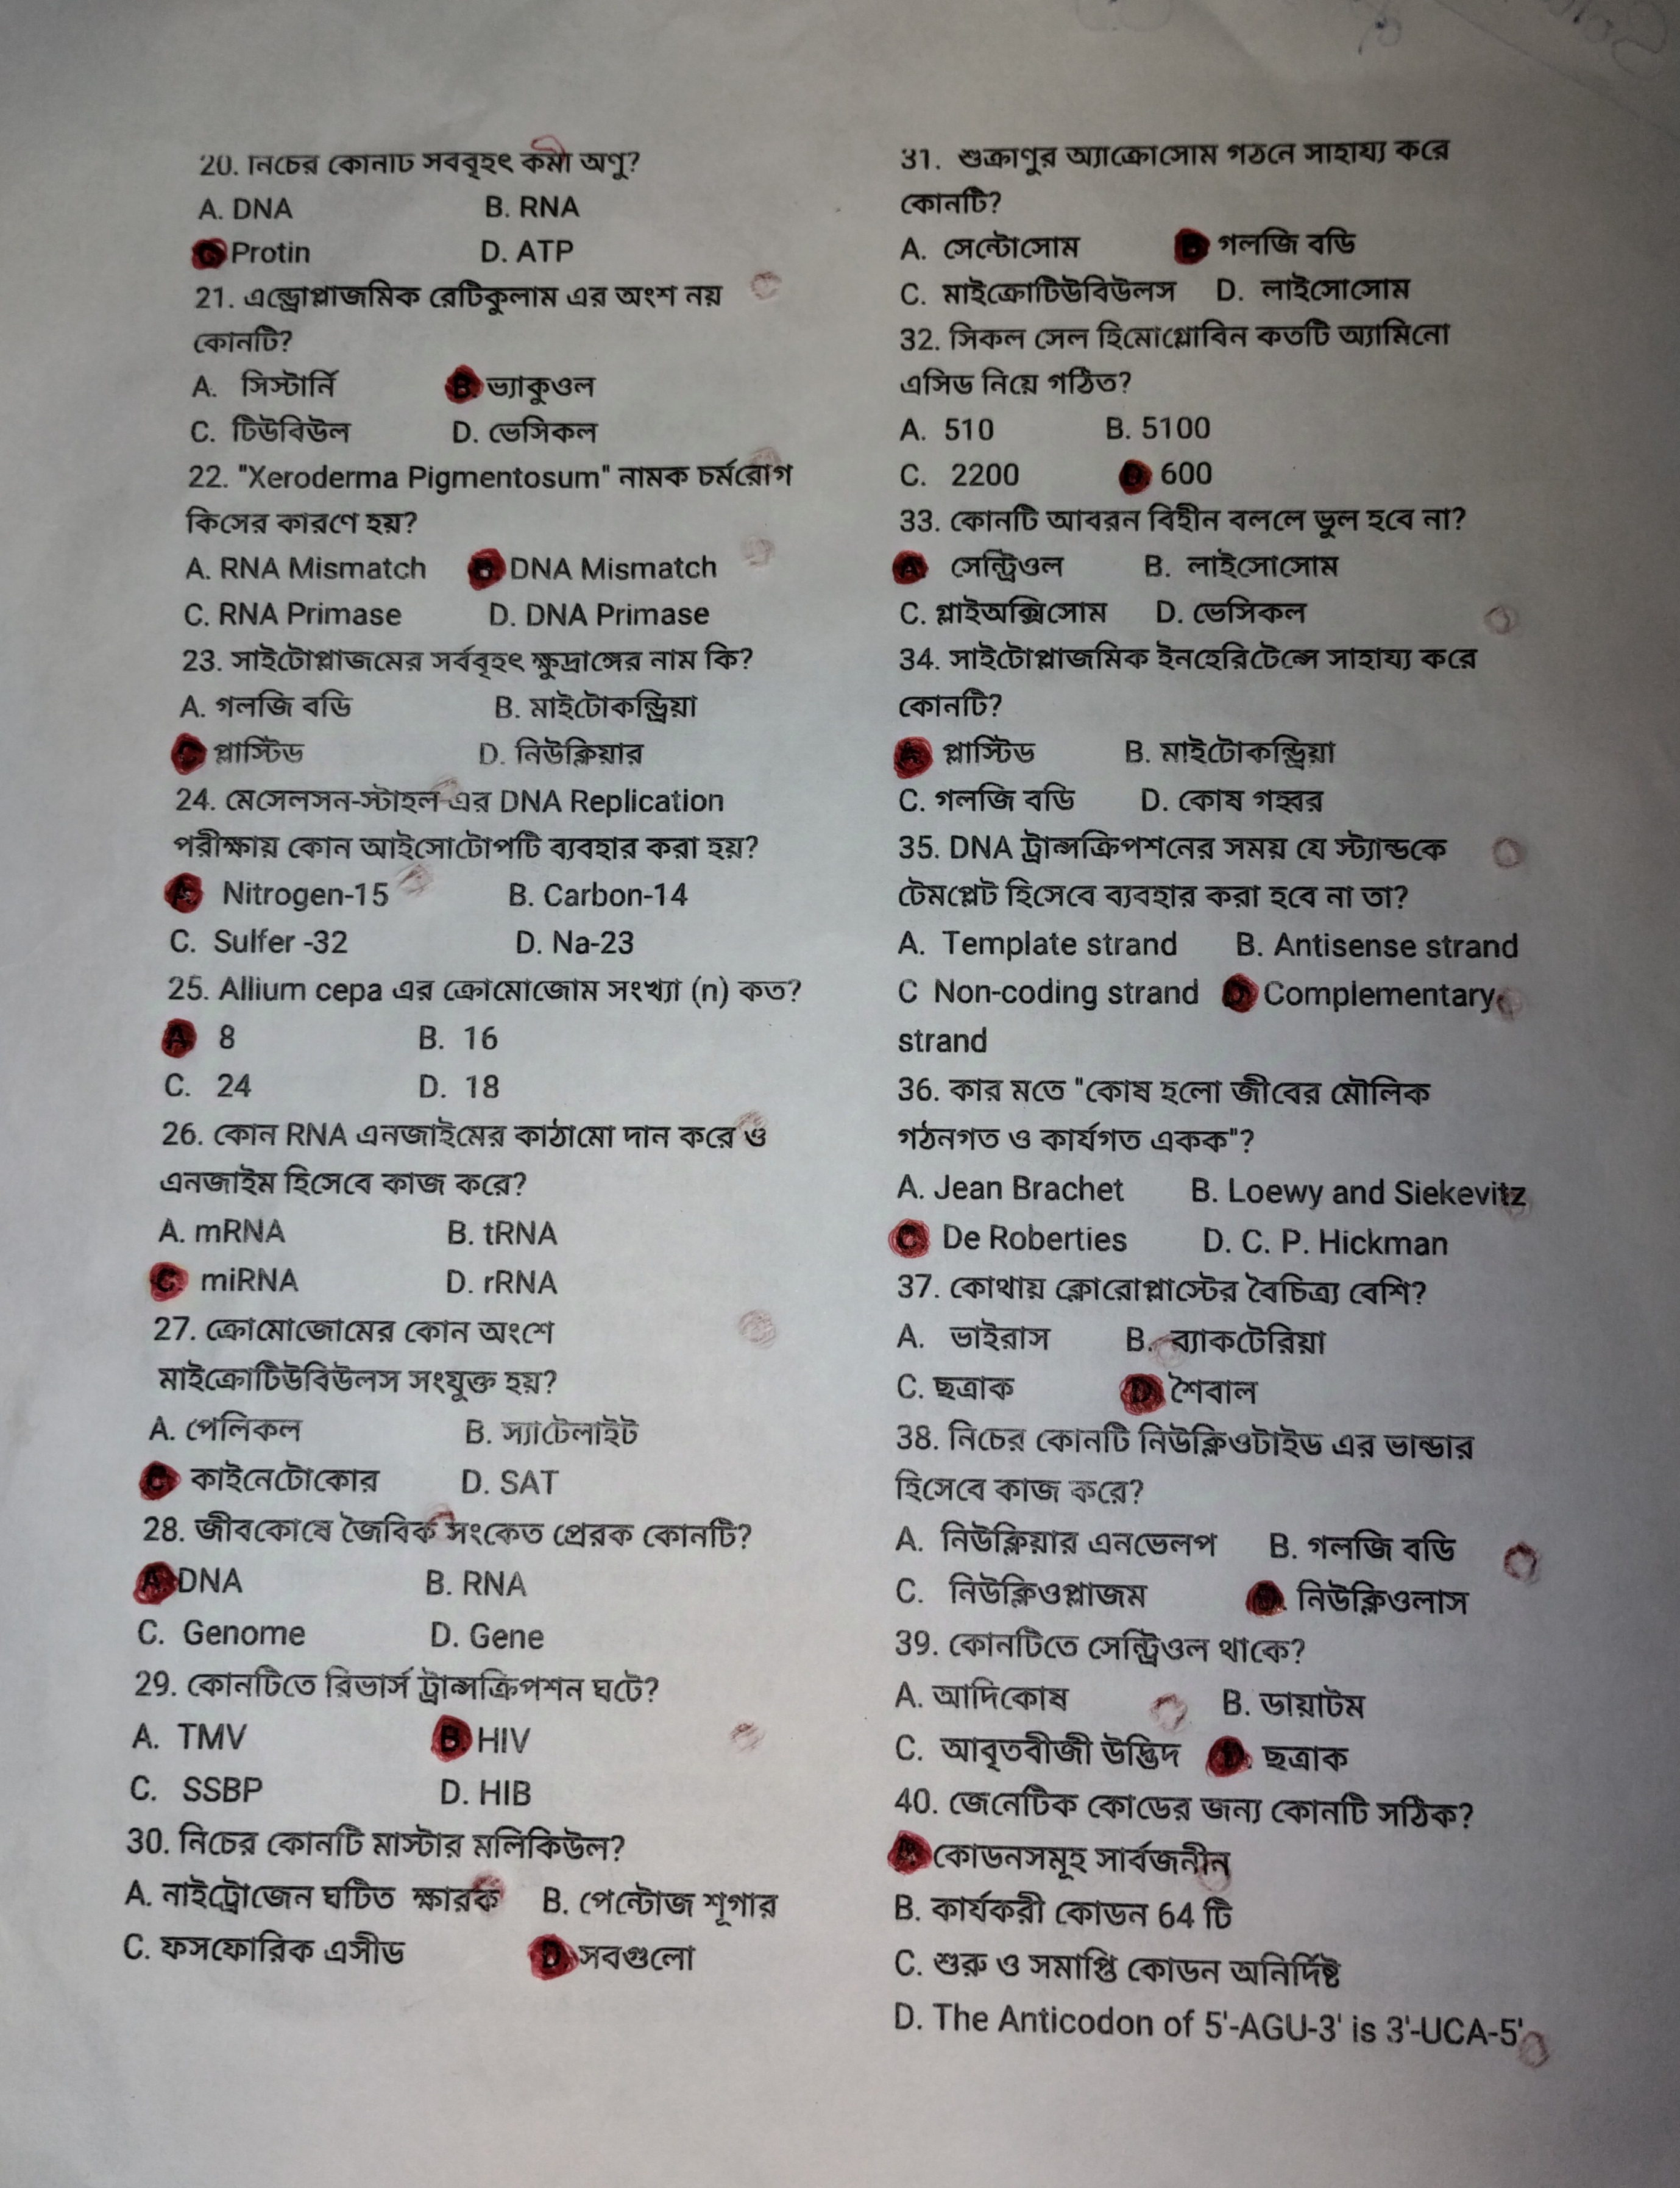 20. নিচের কোনটি সববৃহৎ কর্মী অণু?
A. DNA B. RNA
C. Protin D. ATP
21. এন্ড্রোপ্লাজমিক রেটিকুলাম এর অংশ নয়
কোনটি?
A. সিস্টার্নি B. ভ্যাকুওল
C. টিউবিউল D. ভেসিকল
22. "Xeroderma Pigmentosum" নামক চর্মরোগ
কিসের কারণে হয়?
A. RNA Mismatch B. DNA Mismatch
C. RNA Primase D. DNA Primase
23. সাইটোপ্লাজমের সর্ববৃহৎ ক্ষুদ্রাঙ্গের নাম কি?
A. গলজি বডি B. মাইটোকন্ড্রিয়া
C. প্লাস্টিড D. নিউক্লিয়ার
24. মেসেলসন-স্টাহল এর DNA Replication
পরীক্ষায় কোন আইসোটোপটি ব্যবহার করা হয়?
A. Nitrogen-15 B. Carbon-14
C. Sulfer -32 D. Na-23
25. Allium cepa এর ক্রোমোজোম সংখ্যা (n) কত?
A. 8 B. 16
C. 24 D. 18
26. কোন RNA এনজাইমের কাঠামো দান করে ও
এনজাইম হিসেবে কাজ করে?
A. mRNA B. tRNA
C. miRNA D. rRNA
27. ক্রোমোজোমের কোন অংশে
মাইক্রোটিউবিউলস সংযুক্ত হয়?
A. পেলিকল B. স্যাটেলাইট
C. কাইনেটোকোর D. SAT
28. জীবকোষে জৈবিক সংকেত প্রেরক কোনটি?
A. DNA B. RNA
C. Genome D. Gene
29. কোনটিতে রিভার্স ট্রান্সক্রিপশন ঘটে?
A. TMV B. HIV
C. SSBP D. HIB
30. নিচের কোনটি মাস্টার মলিকিউল?
A. নাইট্রোজেন ঘটিত ক্ষারক B. পেন্টোজ শূগার
C. ফসফোরিক এসীড D. সবগুলো
31. শুক্রাণুর অ্যাক্রোসোম গঠনে সাহায্য করে
কোনটি?
A. সেন্টোসোম B. গলজি বডি
C. মাইক্রোটিউবিউলস D. লাইসোসোম
32. সিকল সেল হিমোগ্লোবিন কতটি অ্যামিনো
এসিড নিয়ে গঠিত?
A. 510 B. 5100
C. 2200 D. 600
33. কোনটি আবরন বিহীন বললে ভুল হবে না?
A. সেন্ট্রিওল B. লাইসোসোম
C. গ্লাইঅক্সিসোম D. ভেসিকল
34. সাইটোপ্লাজমিক ইনহেরিটেন্সে সাহায্য করে
কোনটি?
A. প্লাস্টিড B. মাইটোকন্ড্রিয়া
C. গলজি বডি D. কোষ গহ্বর
35. DNA ট্রান্সক্রিপশনের সময় যে স্ট্যান্ডকে
টেমপ্লেট হিসেবে ব্যবহার করা হবে না তা?
A. Template strand B. Antisense strand
C Non-coding strand D. Complementary
strand
36. কার মতে "কোষ হলো জীবের মৌলিক
গঠনগত ও কার্যগত একক"?
A. Jean Brachet B. Loewy and Siekevitz
C. De Roberties D. C. P. Hickman
37. কোথায় ক্লোরোপ্লাস্টের বৈচিত্র্য বেশি?
A. ভাইরাস B. ব্যাকটেরিয়া
C. ছত্রাক D. শৈবাল
38. নিচের কোনটি নিউক্লিওটাইড এর ভান্ডার
হিসেবে কাজ করে?
A. নিউক্লিয়ার এনভেলপ B. গলজি বডি
C. নিউক্লিওপ্লাজম D. নিউক্লিওলাস
39. কোনটিতে সেন্ট্রিওল থাকে?
A. আদিকোষ B. ডায়াটম
C. আবৃতবীজী উদ্ভিদ D. ছত্রাক
40. জেনেটিক কোডের জন্য কোনটি সঠিক?
A. কোডনসমূহ সার্বজনীন
B. কার্যকরী কোডন 64 টি
C. শুরু ও সমাপ্তি কোডন অনির্দিষ্ট
D. The Anticodon of 5'-AGU-3' is 3'-UCA-5'